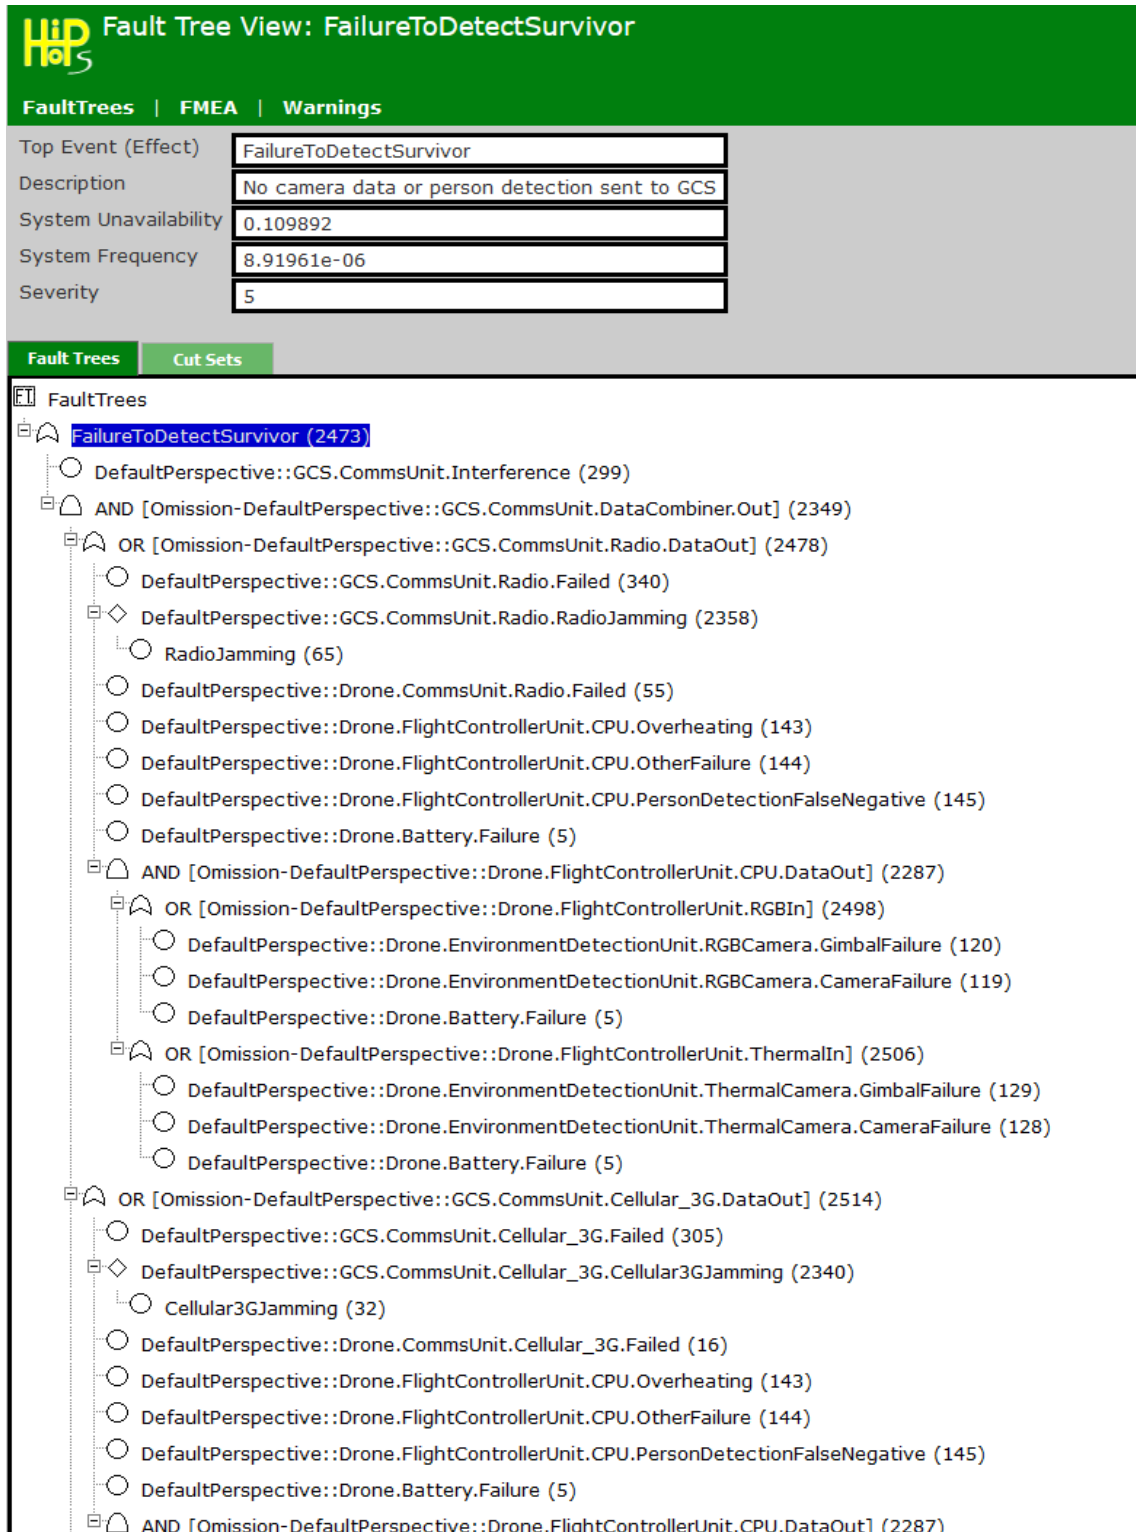 HiP HOPS
Fault Tree View: FailureToDetectSurvivor
FaultTrees | FMEA | Warnings
Top Event (Effect) FailureToDetectSurvivor
Description No camera data or person detection sent to GCS
System Unavailability 0.109892
System Frequency 8.91961e-06
Severity 5
Fault Trees Cut Sets
F.T. FaultTrees
FailureToDetectSurvivor (2473)
DefaultPerspective::GCS.CommsUnit.Interference (299)
AND [Omission-DefaultPerspective::GCS.CommsUnit.DataCombiner.Out] (2349)
OR [Omission-DefaultPerspective::GCS.CommsUnit.Radio.DataOut] (2478)
DefaultPerspective::GCS.CommsUnit.Radio.Failed (340)
DefaultPerspective::GCS.CommsUnit.Radio.RadioJamming (2358)
RadioJamming (65)
DefaultPerspective::Drone.CommsUnit.Radio.Failed (55)
DefaultPerspective::Drone.FlightControllerUnit.CPU.Overheating (143)
DefaultPerspective::Drone.FlightControllerUnit.CPU.OtherFailure (144)
DefaultPerspective::Drone.FlightControllerUnit.CPU.PersonDetectionFalseNegative (145)
DefaultPerspective::Drone.Battery.Failure (5)
AND [Omission-DefaultPerspective::Drone.FlightControllerUnit.CPU.DataOut] (2287)
OR [Omission-DefaultPerspective::Drone.FlightControllerUnit.RGBIn] (2498)
DefaultPerspective::Drone.EnvironmentDetectionUnit.RGBCamera.GimbalFailure (120)
DefaultPerspective::Drone.EnvironmentDetectionUnit.RGBCamera.CameraFailure (119)
DefaultPerspective::Drone.Battery.Failure (5)
OR [Omission-DefaultPerspective::Drone.FlightControllerUnit.ThermalIn] (2506)
DefaultPerspective::Drone.EnvironmentDetectionUnit.ThermalCamera.GimbalFailure (129)
DefaultPerspective::Drone.EnvironmentDetectionUnit.ThermalCamera.CameraFailure (128)
DefaultPerspective::Drone.Battery.Failure (5)
OR [Omission-DefaultPerspective::GCS.CommsUnit.Cellular_3G.DataOut] (2514)
DefaultPerspective::GCS.CommsUnit.Cellular_3G.Failed (305)
DefaultPerspective::GCS.CommsUnit.Cellular_3G.Cellular3GJamming (2340)
Cellular3GJamming (32)
DefaultPerspective::Drone.CommsUnit.Cellular_3G.Failed (16)
DefaultPerspective::Drone.FlightControllerUnit.CPU.Overheating (143)
DefaultPerspective::Drone.FlightControllerUnit.CPU.OtherFailure (144)
DefaultPerspective::Drone.FlightControllerUnit.CPU.PersonDetectionFalseNegative (145)
DefaultPerspective::Drone.Battery.Failure (5)
AND [Omission-DefaultPerspective::Drone.FlightControllerUnit.CPU.DataOut] (2287)